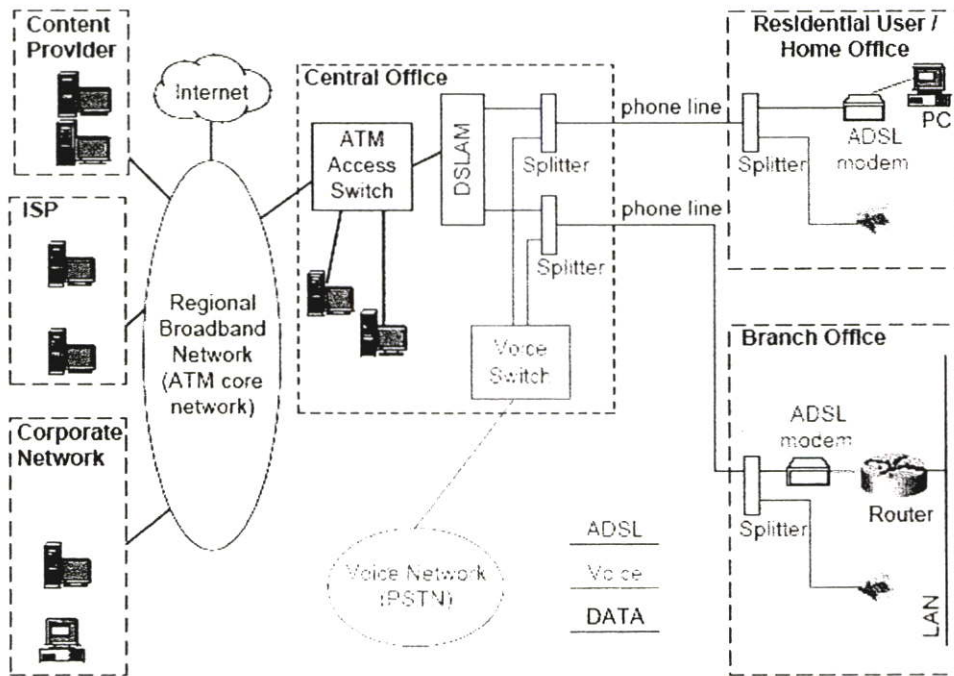 Content
Provider
ISP
Corporate
Network
Internet
Regional
Broadband
Network
(ATM core
network)
Central Office
ATM
Access
Switch
DSLAM
Splitter
Splitter
Voice
Switch
Voice Network
(PSTN)
ADSL
Voice
DATA
phone line
phone line
Residential User /
Home Office
Splitter
ADSL
modem
PC
Branch Office
ADSL
modem
Splitter
Router
LAN